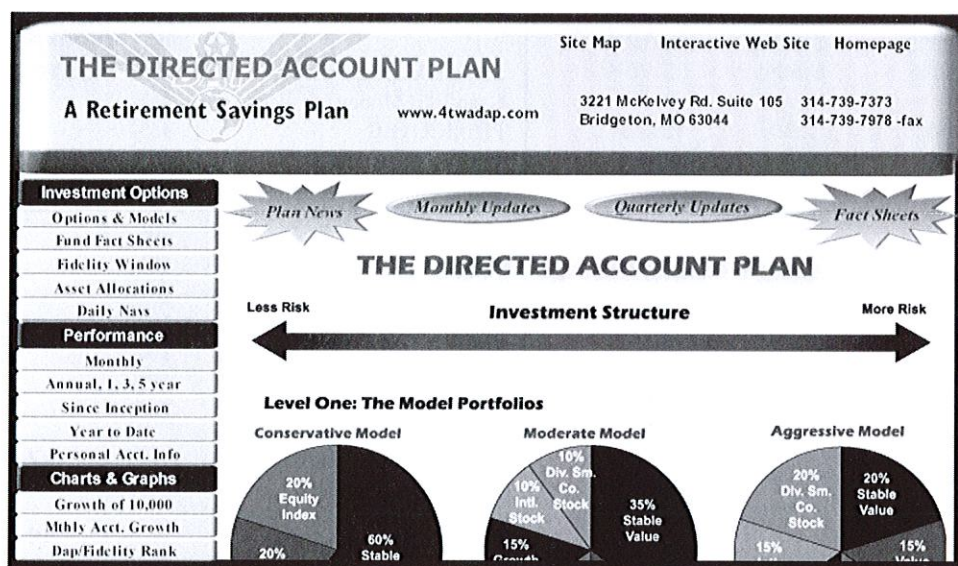 Site Map Interactive Web Site Homepage
THE DIRECTED ACCOUNT PLAN
A Retirement Savings Plan www.4twadap.com
3221 McKelvey Rd. Suite 105 314-739-7373
Bridgeton, MO 63044 314-739-7978 -fax
Investment Options
Options & Models
Fund Fact Sheets
Fidelity Window
Asset Allocations
Daily Navs
Performance
Monthly
Annual, 1, 3, 5 year
Since Inception
Year to Date
Personal Acct. Info
Charts & Graphs
Growth of 10,000
Mthly Acct. Growth
Dap/Fidelity Rank
Plan News
Monthly Updates
Quarterly Updates
Fact Sheets
THE DIRECTED ACCOUNT PLAN
Less Risk Investment Structure More Risk
Level One: The Model Portfolios
Conservative Model
20%
Equity
Index
20%
60%
Stable
Moderate Model
10%
Div. Sm.
Co.
Stock
10%
Intl.
Stock
15%
Growth
35%
Stable
Value
Aggressive Model
20%
Div. Sm.
Co.
Stock
15%
20%
Stable
Value
15%
Value